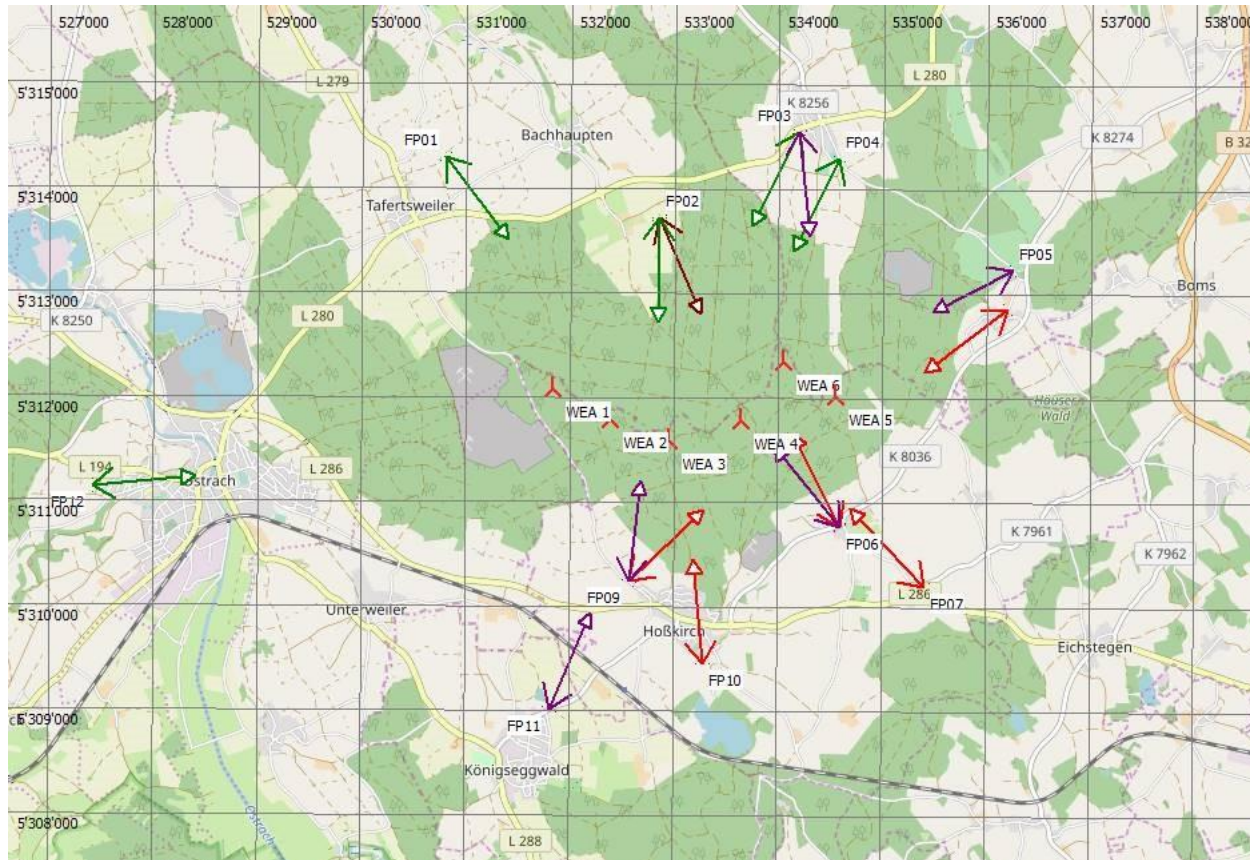 527'000 528'000 529'000 530'000 531'000 532'000 533'000 534'000 535'000 536'000 537'000 538'000
L 279
L 280
5'315'000
K 8256
FP03
Bachhaupten
FP01
FP04
K 8274
B 32
5'314'000
Tafertsweiler
FP02
FP05
Boms
5'313'000
K 8250
L 280
WEA 6
Häuser
Wald
5'312'000
WEA 1
WEA 5
WEA 2
WEA 4
WEA 3
K 8036
L 194
L 286
Ostrach
FP12
5'311'000
K 7961
FP06
K 7962
L 286
FP07
FP09
5'310'000
Unterweiler
Hoßkirch
Eichstegen
FP10
5'309'000
FP11
Königseggwald
5'308'000
Ostrach
L 288